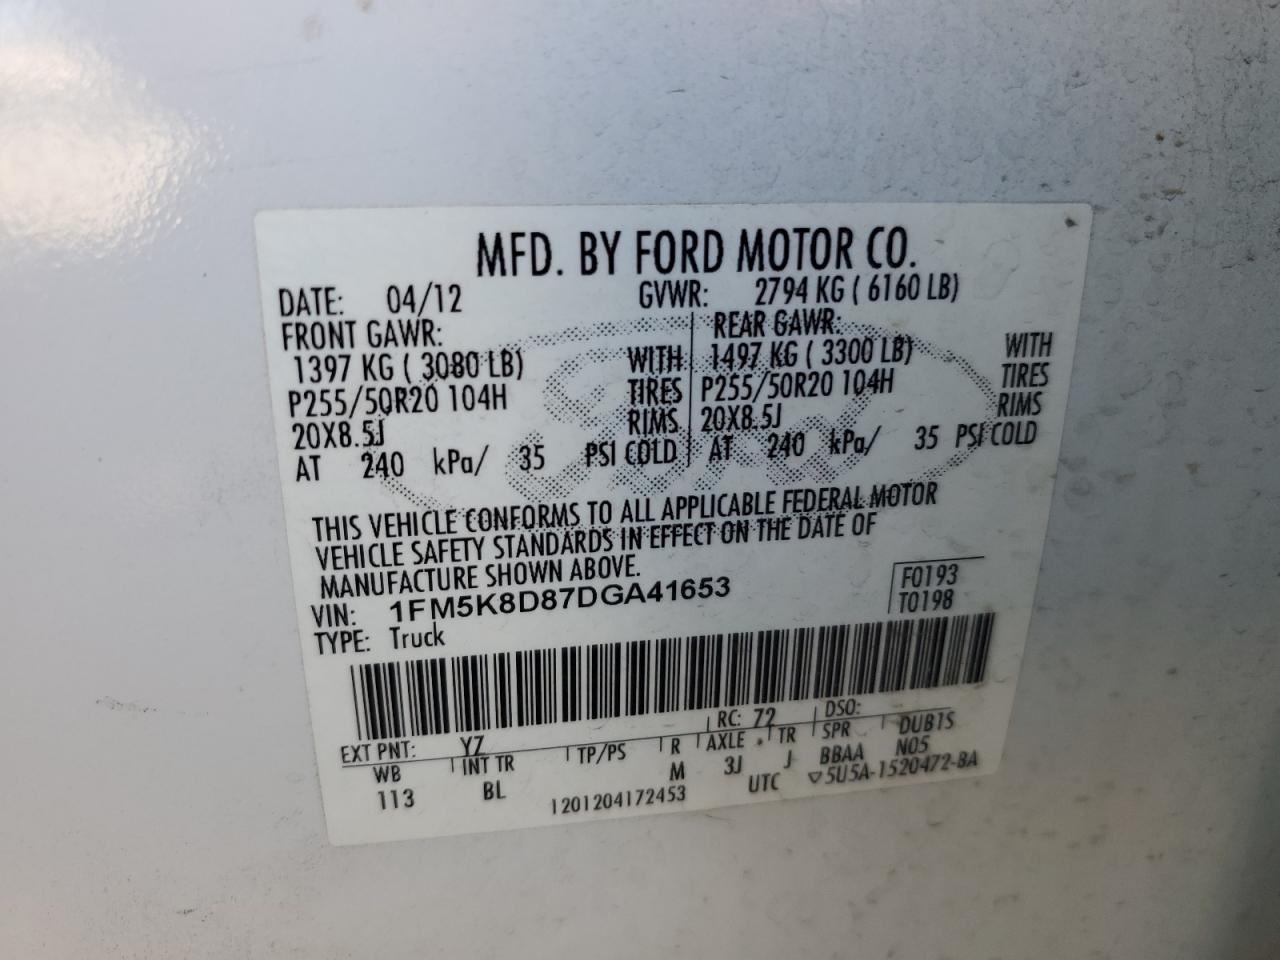 MFD. BY FORD MOTOR CO.
DATE: 04/12 GVWR: 2794 KG ( 6160 LB)
FRONT GAWR: REAR GAWR:
1397 KG ( 3080 LB) WITH 1497 KG ( 3300 LB) WITH
P255/50R20 104H TIRES P255/50R20 104H TIRES
20X8.5J RIMS 20X8.5J RIMS
AT 240 kPa/ 35 PSI COLD AT 240 kPa/ 35 PSI COLD
THIS VEHICLE CONFORMS TO ALL APPLICABLE FEDERAL MOTOR
VEHICLE SAFETY STANDARDS IN EFFECT ON THE DATE OF
MANUFACTURE SHOWN ABOVE.
VIN: 1FM5K8D87DGA41653 F0193
TYPE: Truck T0198
EXT PNT: YZ RC: 72 DSO:
WB INT TR TP/PS R AXLE TR SPR DUB1S
113 BL M 3J J BBAA N05
1201204172453 UTC ▽5U5A-1520472-BA